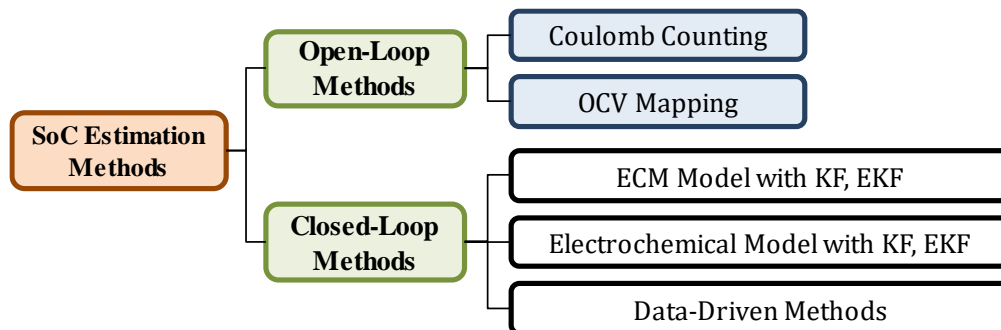 SoC Estimation
Methods
Open-Loop
Methods
Coulomb Counting
OCV Mapping
Closed-Loop
Methods
ECM Model with KF, EKF
Electrochemical Model with KF, EKF
Data-Driven Methods